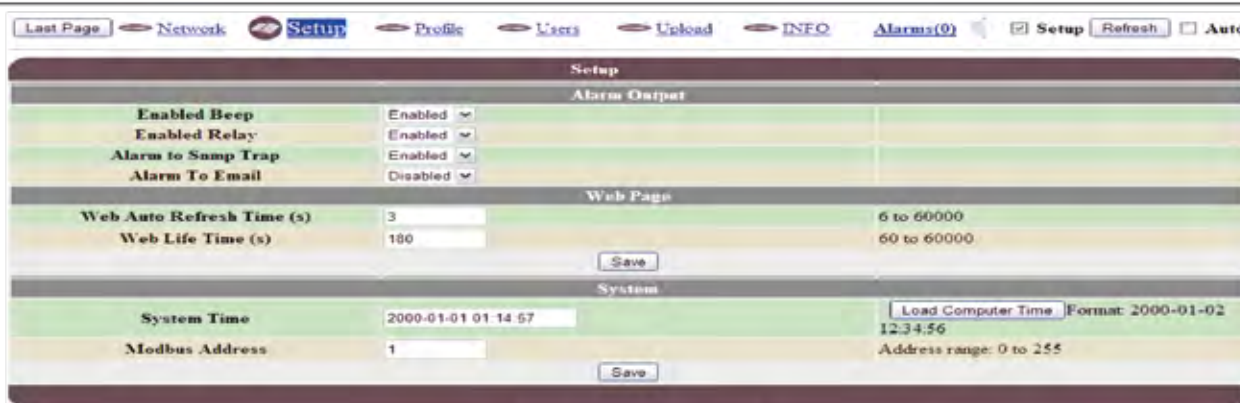 Last Page Network Setup Profile Users Upload INFO Alarms(0) Setup Refresh Auto
Setup
Alarm Output
Enabled Beep Enabled
Enabled Relay Enabled
Alarm to Snmp Trap Enabled
Alarm To Email Disabled
Web Page
Web Auto Refresh Time (s) 3 6 to 60000
Web Life Time (s) 180 60 to 60000
Save
System
System Time 2000-01-01 01:14:57 Load Computer Time Format: 2000-01-02
12:34:56
Modbus Address 1 Address range: 0 to 255
Save